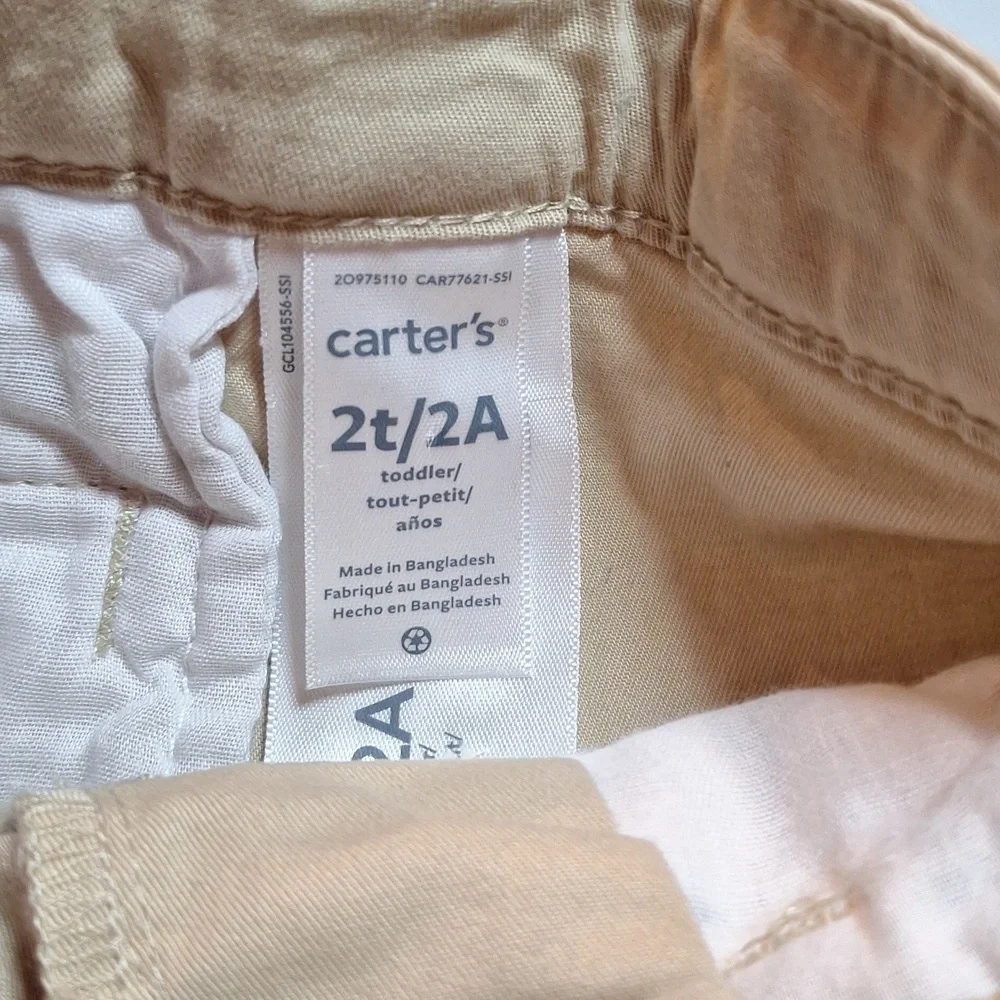 2O975110 CAR77621-SSI
GCL104556-SSI
carter's®
2t/2A
toddler/
tout-petit/
años
Made in Bangladesh
Fabriqué au Bangladesh
Hecho en Bangladesh